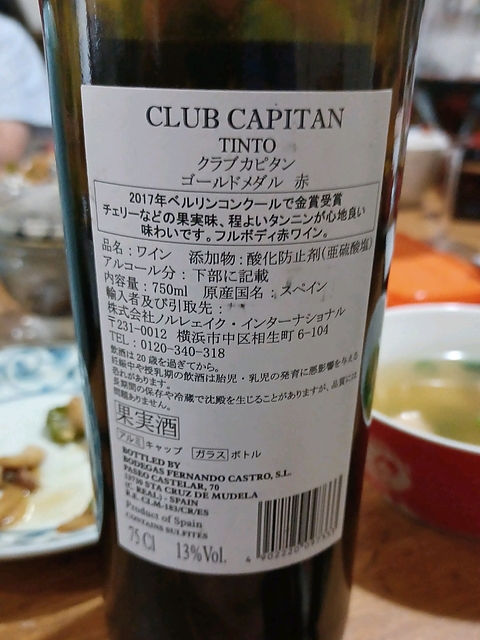 CLUB CAPITAN
TINTO
クラブカピタン
ゴールドメダル 赤
2017年ベルリンコンクールで金賞受賞
チェリーなどの果実味、程よいタンニンが心地良い
味わいです。フルボディ赤ワイン。
品名：ワイン 添加物：酸化防止剤(亜硫酸塩)
アルコール分：下部に記載
内容量：750ml 原産国名：スペイン
輸入者及び引取先：
株式会社ノルレェイク・インターナショナル
〒231-0012 横浜市中区相生町6-104
TEL：0120-340-318
飲酒は20歳を過ぎてから。
妊娠中や授乳期の飲酒は胎児・乳児の発育に悪影響を与える
恐れがあります。
長期間の保存や冷蔵で沈殿を生じることがありますが、品質には
問題ありません。
果実酒
アルミ キャップ ガラス ボトル
BOTTLED BY
BODEGAS FERNANDO CASTRO, S.L.
PASEO CASTELAR, 70
13730 STA CRUZ DE MUDELA
(C. REAL) - SPAIN
R.E. CLM-183/CR/ES
Product of Spain
CONTAINS SULFITES
75 Cl 13%Vol.